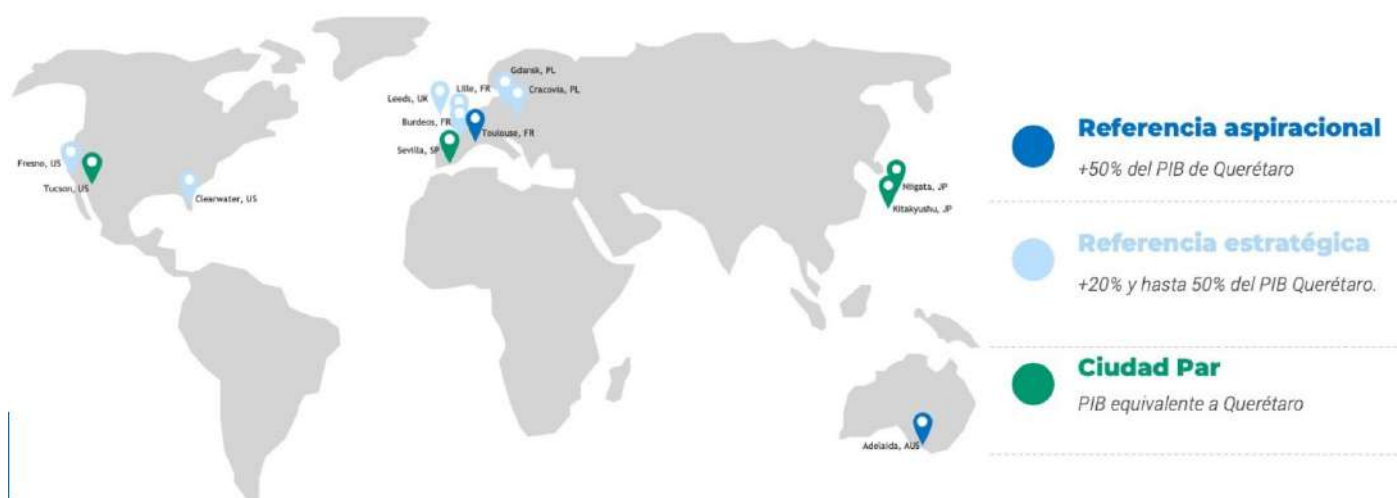 Gdansk, PL
Lille, FR
Cracovia, PL
Leeds, UK
Burdeos, FR
Toulouse, FR
Sevilla, SP
Fresno, US
Tucson, US
Clearwater, US
Niigata, JP
Kitakyushu, JP
Adelaida, AUS
Referencia aspiracional
+50% del PIB de Querétaro
Referencia estratégica
+20% y hasta 50% del PIB Querétaro.
Ciudad Par
PIB equivalente a Querétaro